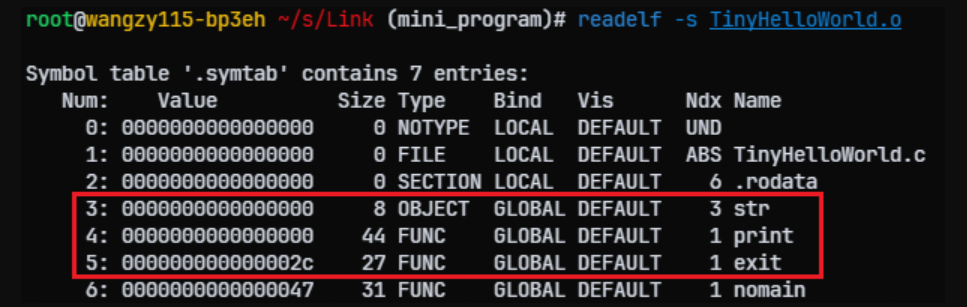 root@wangzy115-bp3eh ~/s/Link (mini_program)# readelf -s TinyHelloWorld.o
Symbol table '.symtab' contains 7 entries:
Num: Value Size Type Bind Vis Ndx Name
0: 0000000000000000 0 NOTYPE LOCAL DEFAULT UND
1: 0000000000000000 0 FILE LOCAL DEFAULT ABS TinyHelloWorld.c
2: 0000000000000000 0 SECTION LOCAL DEFAULT 6 .rodata
3: 0000000000000000 8 OBJECT GLOBAL DEFAULT 3 str
4: 0000000000000000 44 FUNC GLOBAL DEFAULT 1 print
5: 000000000000002c 27 FUNC GLOBAL DEFAULT 1 exit
6: 0000000000000047 31 FUNC GLOBAL DEFAULT 1 nomain